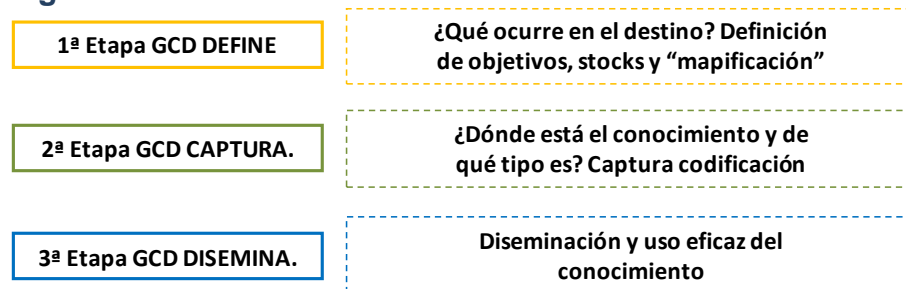 1ª Etapa GCD DEFINE
¿Qué ocurre en el destino? Definición
de objetivos, stocks y “mapificación”
2ª Etapa GCD CAPTURA.
¿Dónde está el conocimiento y de
qué tipo es? Captura codificación
3ª Etapa GCD DISEMINA.
Diseminación y uso eficaz del
conocimiento